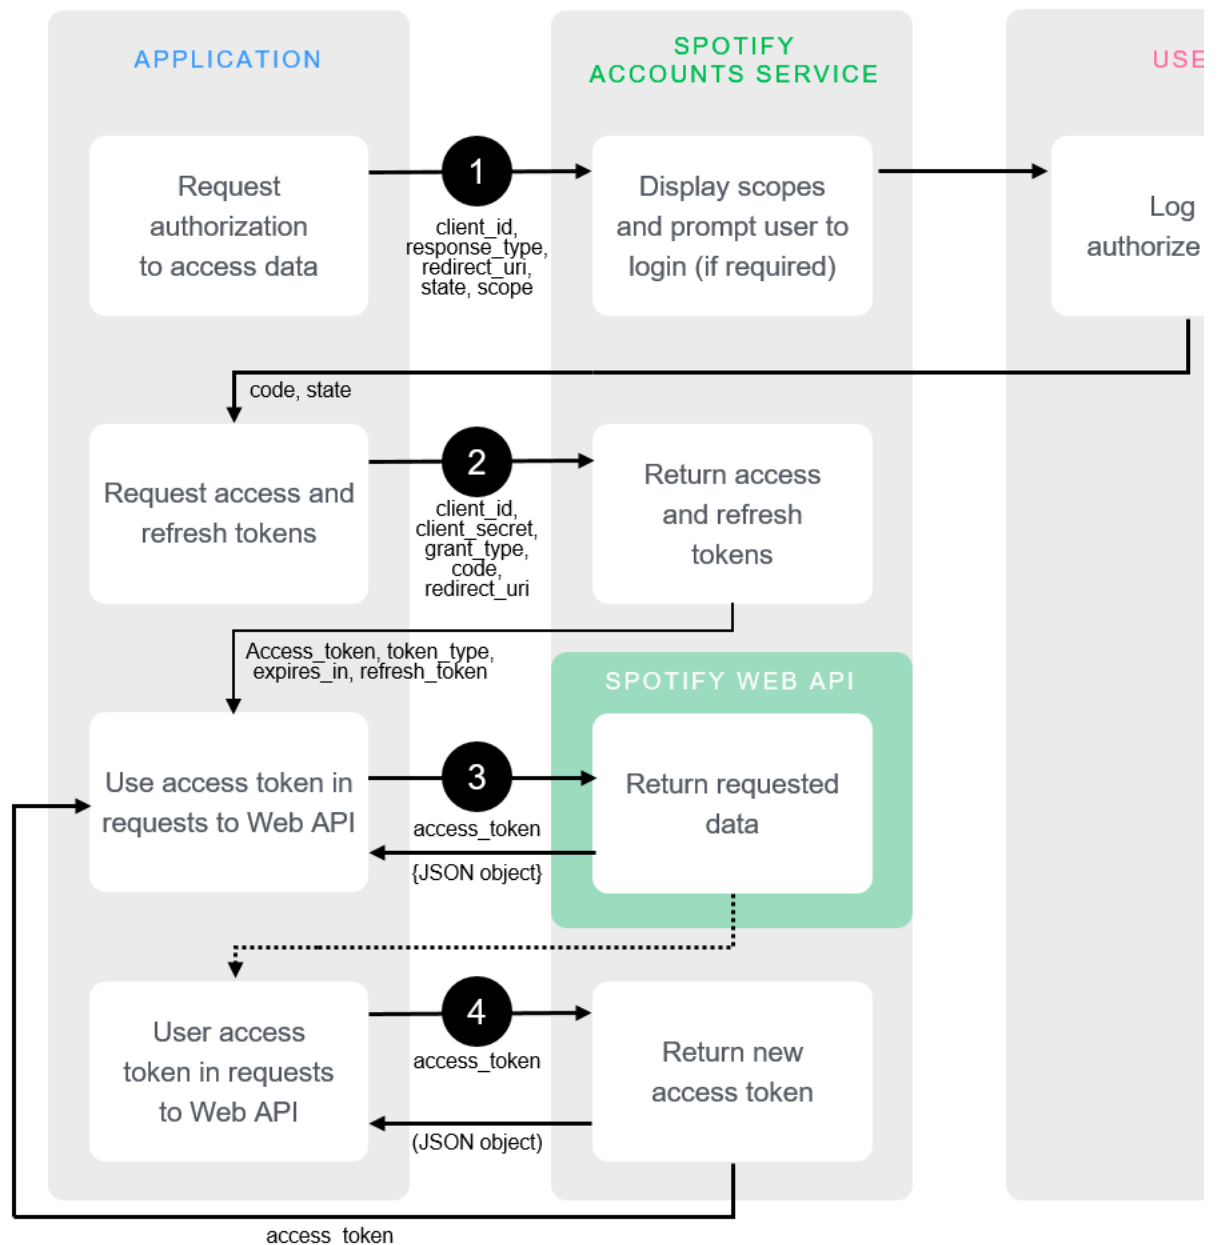 APPLICATION
SPOTIFY
ACCOUNTS SERVICE
USE
Request
authorization
to access data
1
client_id,
response_type,
redirect_uri,
state, scope
Display scopes
and prompt user to
login (if required)
Log
authorize
code, state
Request access and
refresh tokens
2
client_id,
client_secret,
grant_type,
code,
redirect_uri
Return access
and refresh
tokens
Access_token, token_type,
expires_in, refresh_token
SPOTIFY WEB API
Use access token in
requests to Web API
3
access_token
{JSON object}
Return requested
data
User access
token in requests
to Web API
4
access_token
(JSON object)
Return new
access token
access_token